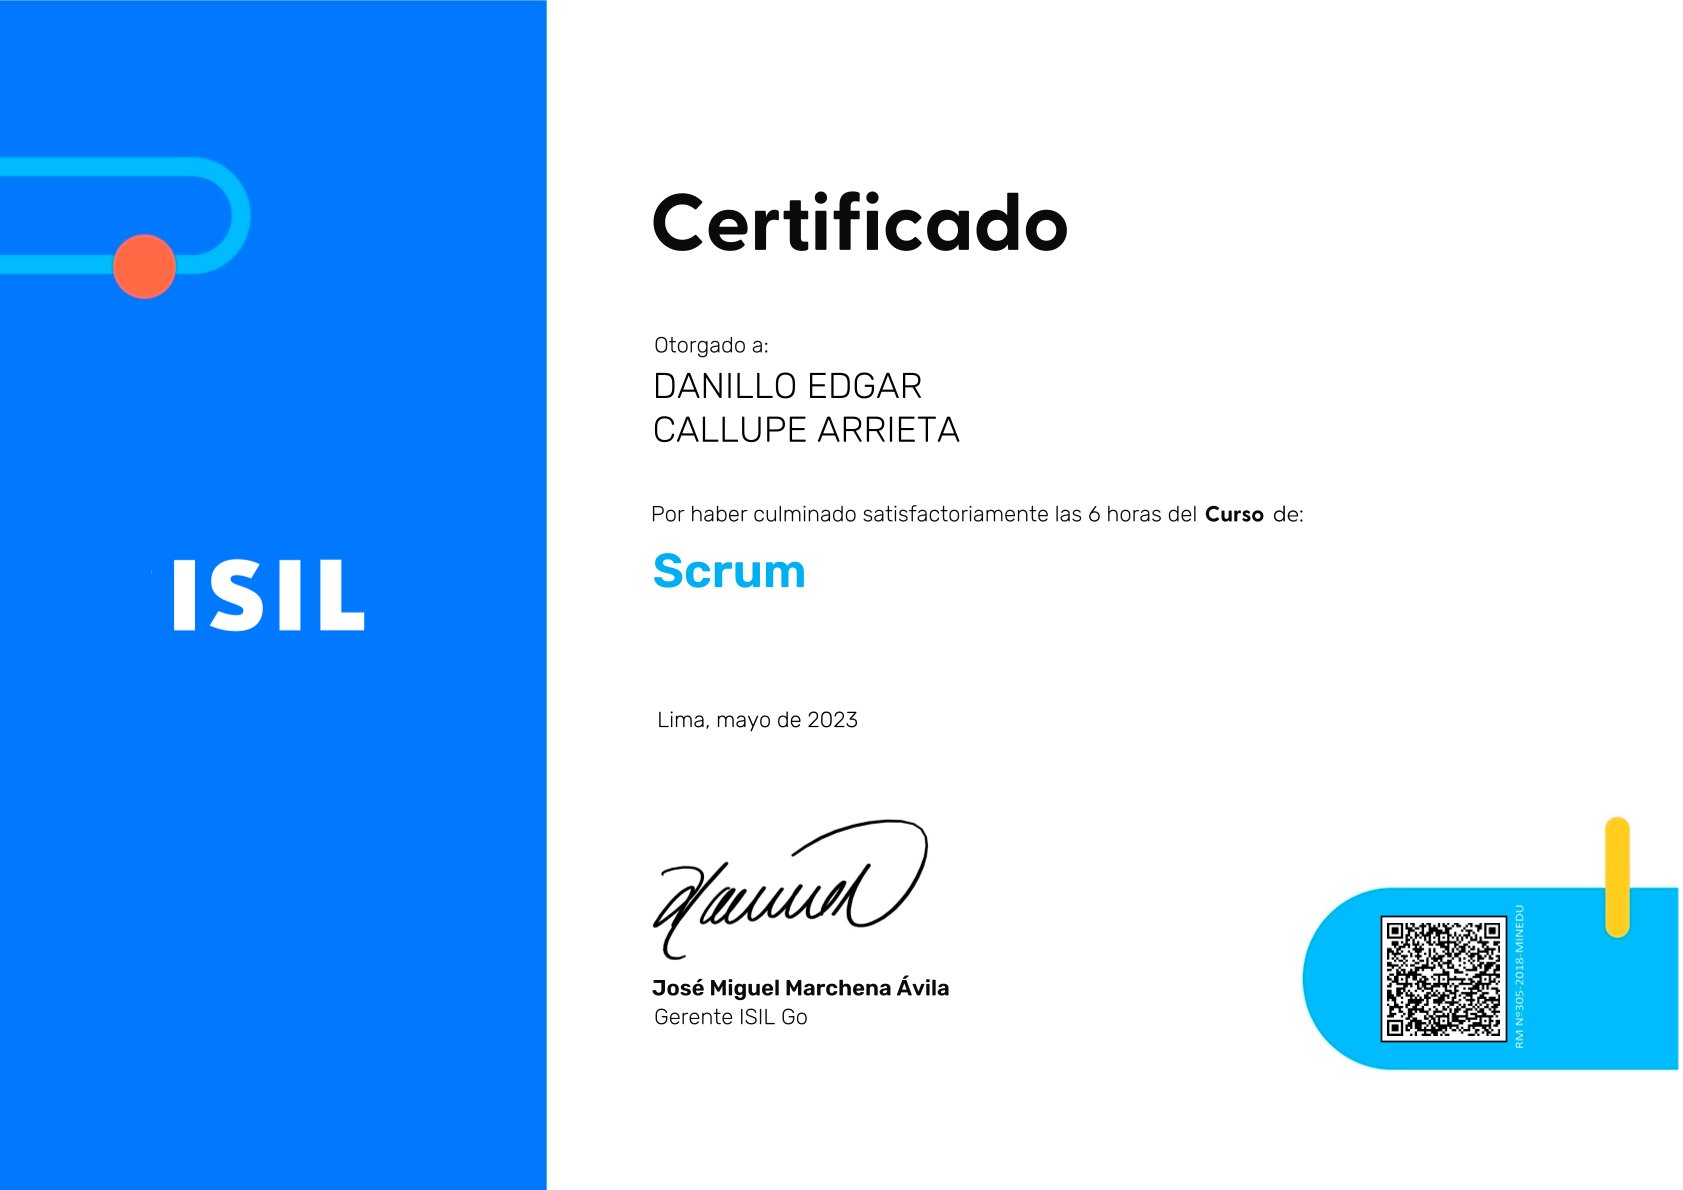 Certificado
Otorgado a:
DANILLO EDGAR
CALLUPE ARRIETA
Por haber culminado satisfactoriamente las 6 horas del Curso de:
Scrum
ISIL
Lima, mayo de 2023
José Miguel Marchena Ávila
Gerente ISIL Go
RM Nº305-2018-MINEDU